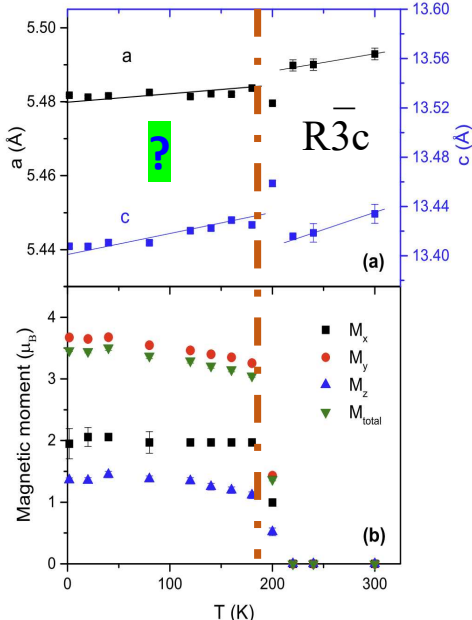 5.50
5.48
5.46
5.44
a (Å)
13.60
13.56
13.52
13.48
13.44
13.40
c (Å)
a
?
R3̅c
c
(a)
4
3
2
1
0
Magnetic moment (μB)
Mx
My
Mz
Mtotal
(b)
0
100
200
300
T (K)